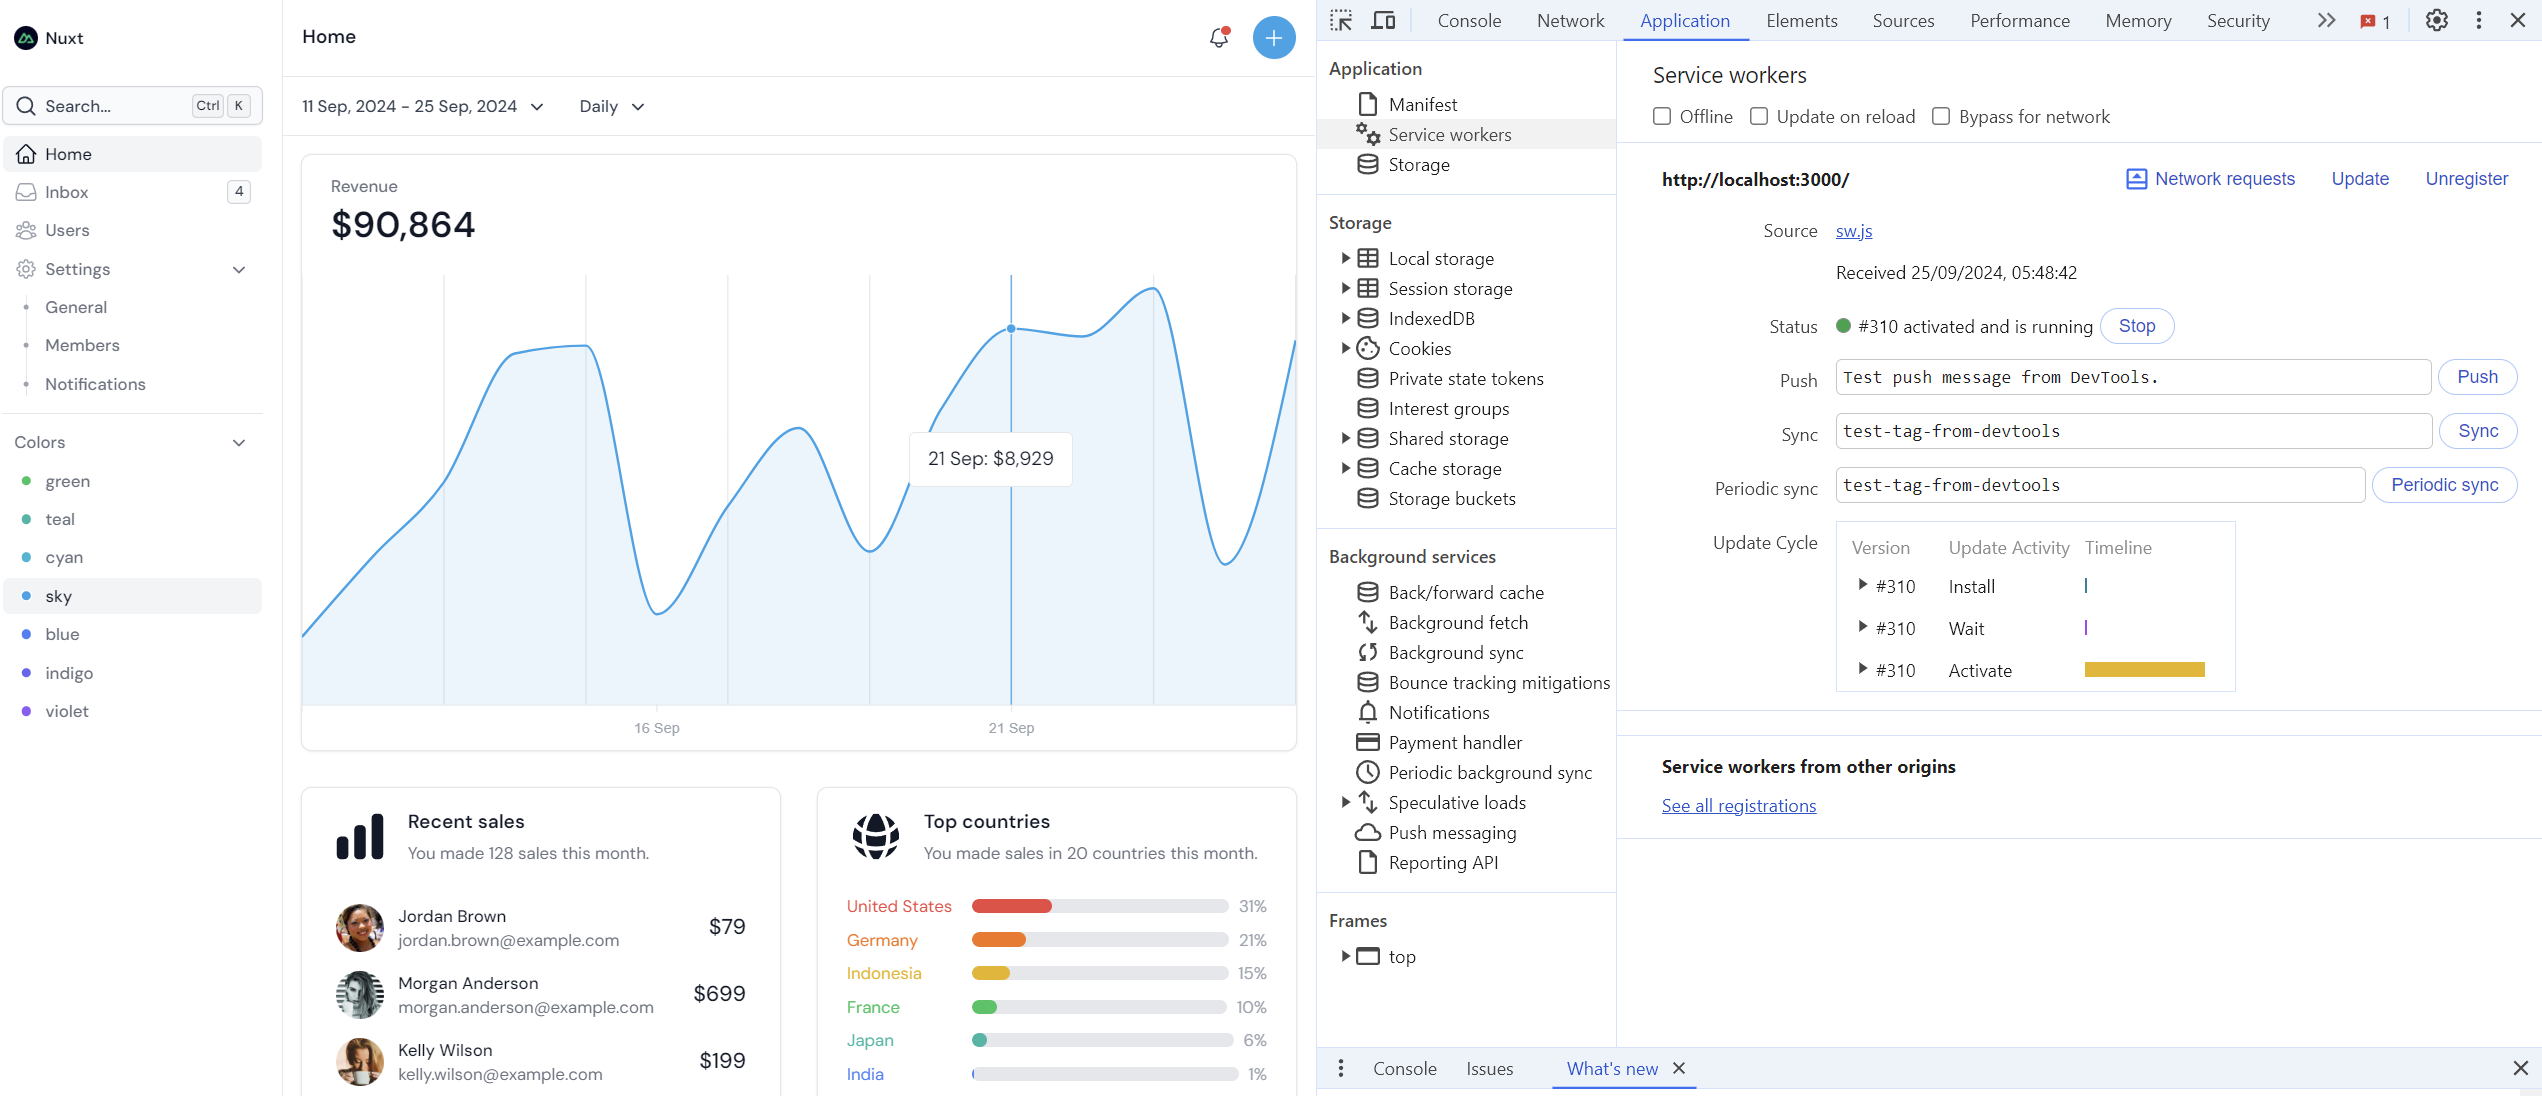 Nuxt
Search...
Ctrl
K
Home
Inbox
4
Users
Settings
General
Members
Notifications
Colors
green
teal
cyan
sky
blue
indigo
violet
Home
11 Sep, 2024 - 25 Sep, 2024
Daily
Revenue
$90,864
21 Sep: $8,929
16 Sep
21 Sep
Recent sales
You made 128 sales this month.
Jordan Brown
jordan.brown@example.com
$79
Morgan Anderson
morgan.anderson@example.com
$699
Kelly Wilson
kelly.wilson@example.com
$199
Top countries
You made sales in 20 countries this month.
United States 31%
Germany 21%
Indonesia 15%
France 10%
Japan 6%
India 1%
Console
Network
Application
Elements
Sources
Performance
Memory
Security
1
Application
Manifest
Service workers
Storage
Storage
Local storage
Session storage
IndexedDB
Cookies
Private state tokens
Interest groups
Shared storage
Cache storage
Storage buckets
Background services
Back/forward cache
Background fetch
Background sync
Bounce tracking mitigations
Notifications
Payment handler
Periodic background sync
Speculative loads
Push messaging
Reporting API
Frames
top
Service workers
Offline
Update on reload
Bypass for network
http://localhost:3000/
Network requests
Update
Unregister
Source
sw.js
Received 25/09/2024, 05:48:42
Status
#310 activated and is running
Stop
Push
Test push message from DevTools.
Push
Sync
test-tag-from-devtools
Sync
Periodic sync
test-tag-from-devtools
Periodic sync
Update Cycle
Version Update Activity Timeline
#310 Install
#310 Wait
#310 Activate
Service workers from other origins
See all registrations
Console
Issues
What's new